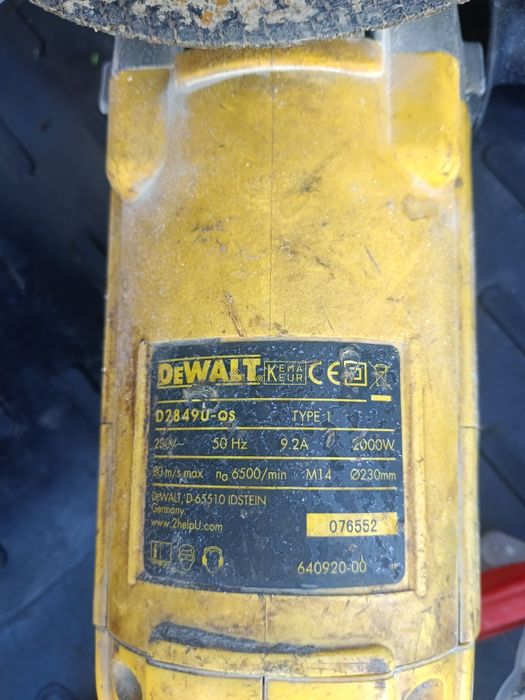 DEWALT® KEMA EUR CE
D28490-QS TYPE 1
230V~ 50 Hz 9.2A 2000W
80 m/s max n₀ 6500/min M14 Ø230mm
DEWALT, D-65510 IDSTEIN
Germany
www.2helpU.com
076552
640920-00